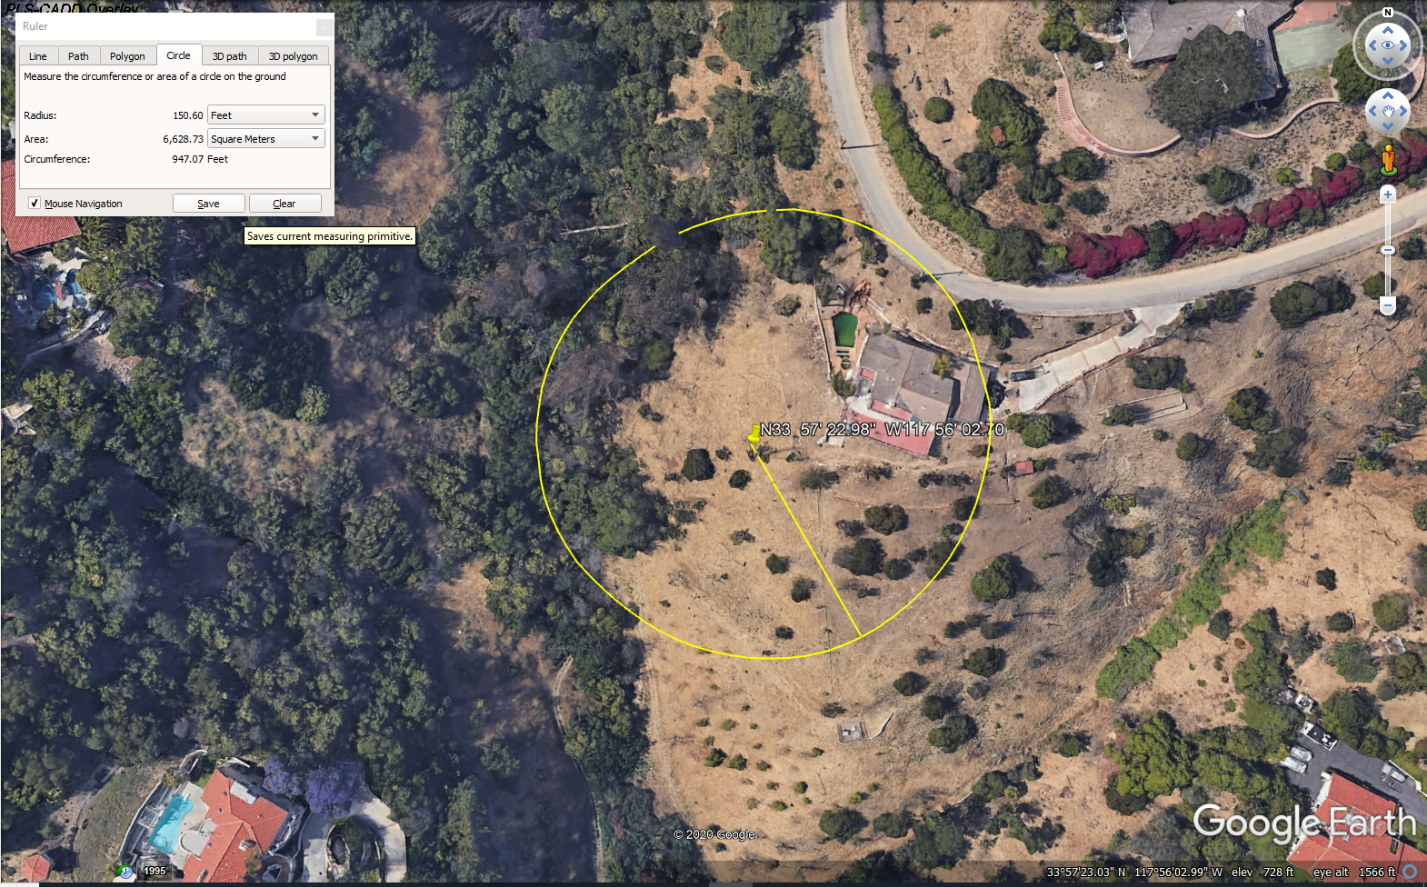 PLS-CADD Overlay
Ruler
Line Path Polygon Circle 3D path 3D polygon
Measure the circumference or area of a circle on the ground
Radius: 150.60 Feet
Area: 6,628.73 Square Meters
Circumference: 947.07 Feet
Mouse Navigation Save Clear
Saves current measuring primitive.
N
N33 57' 22.98" W117 56' 02.70
© 2020 Google
Google Earth
1995
33°57'23.03" N 117°56'02.99" W elev 728 ft eye alt 1566 ft